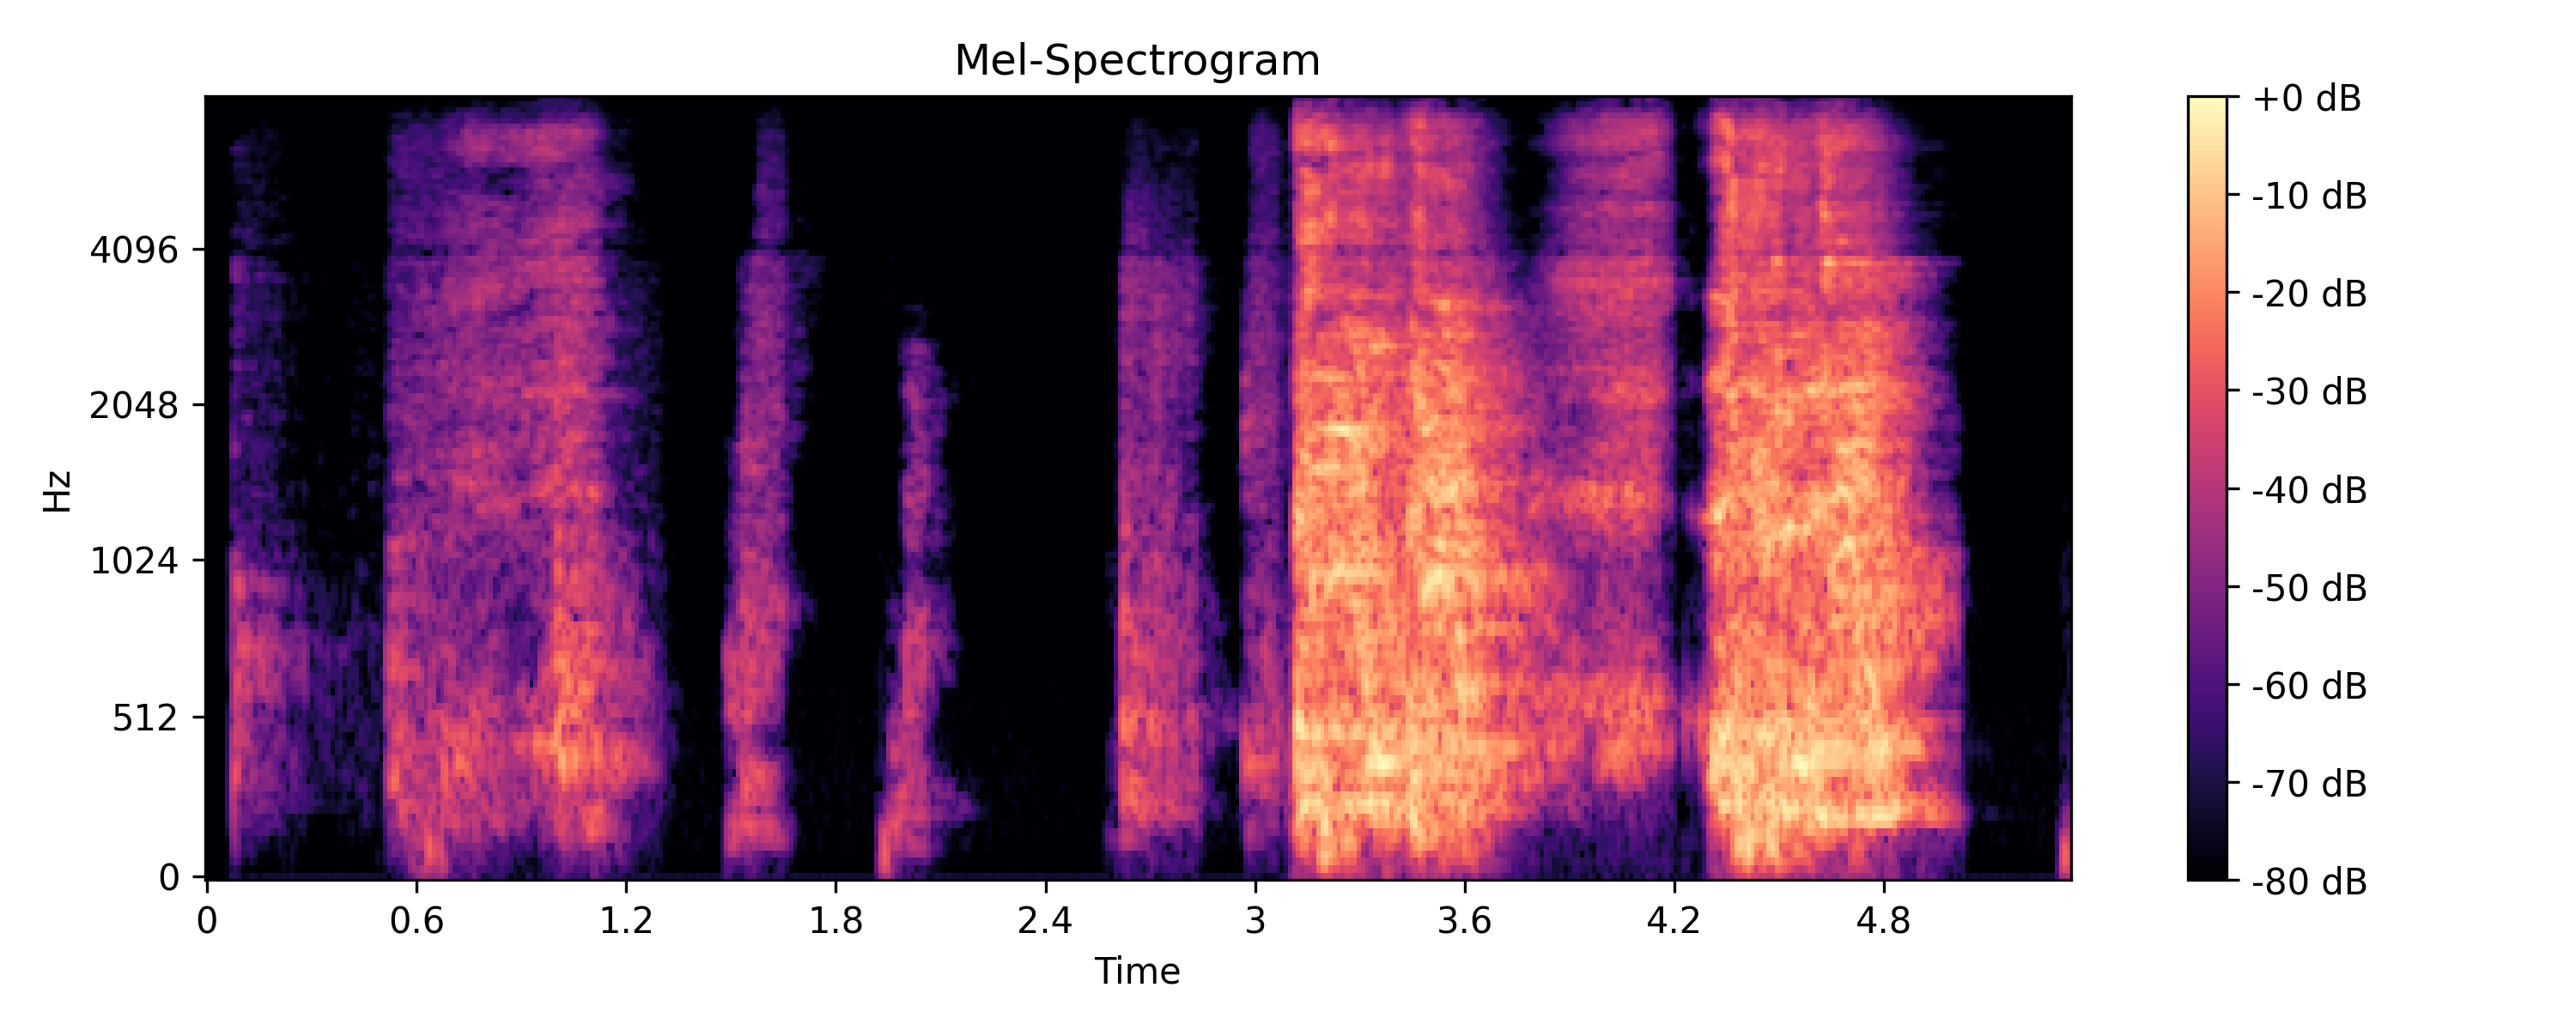 Mel-Spectrogram
+0 dB
-10 dB
-20 dB
-30 dB
-40 dB
-50 dB
-60 dB
-70 dB
-80 dB
Hz
4096
2048
1024
512
0
0 0.6 1.2 1.8 2.4 3 3.6 4.2 4.8
Time